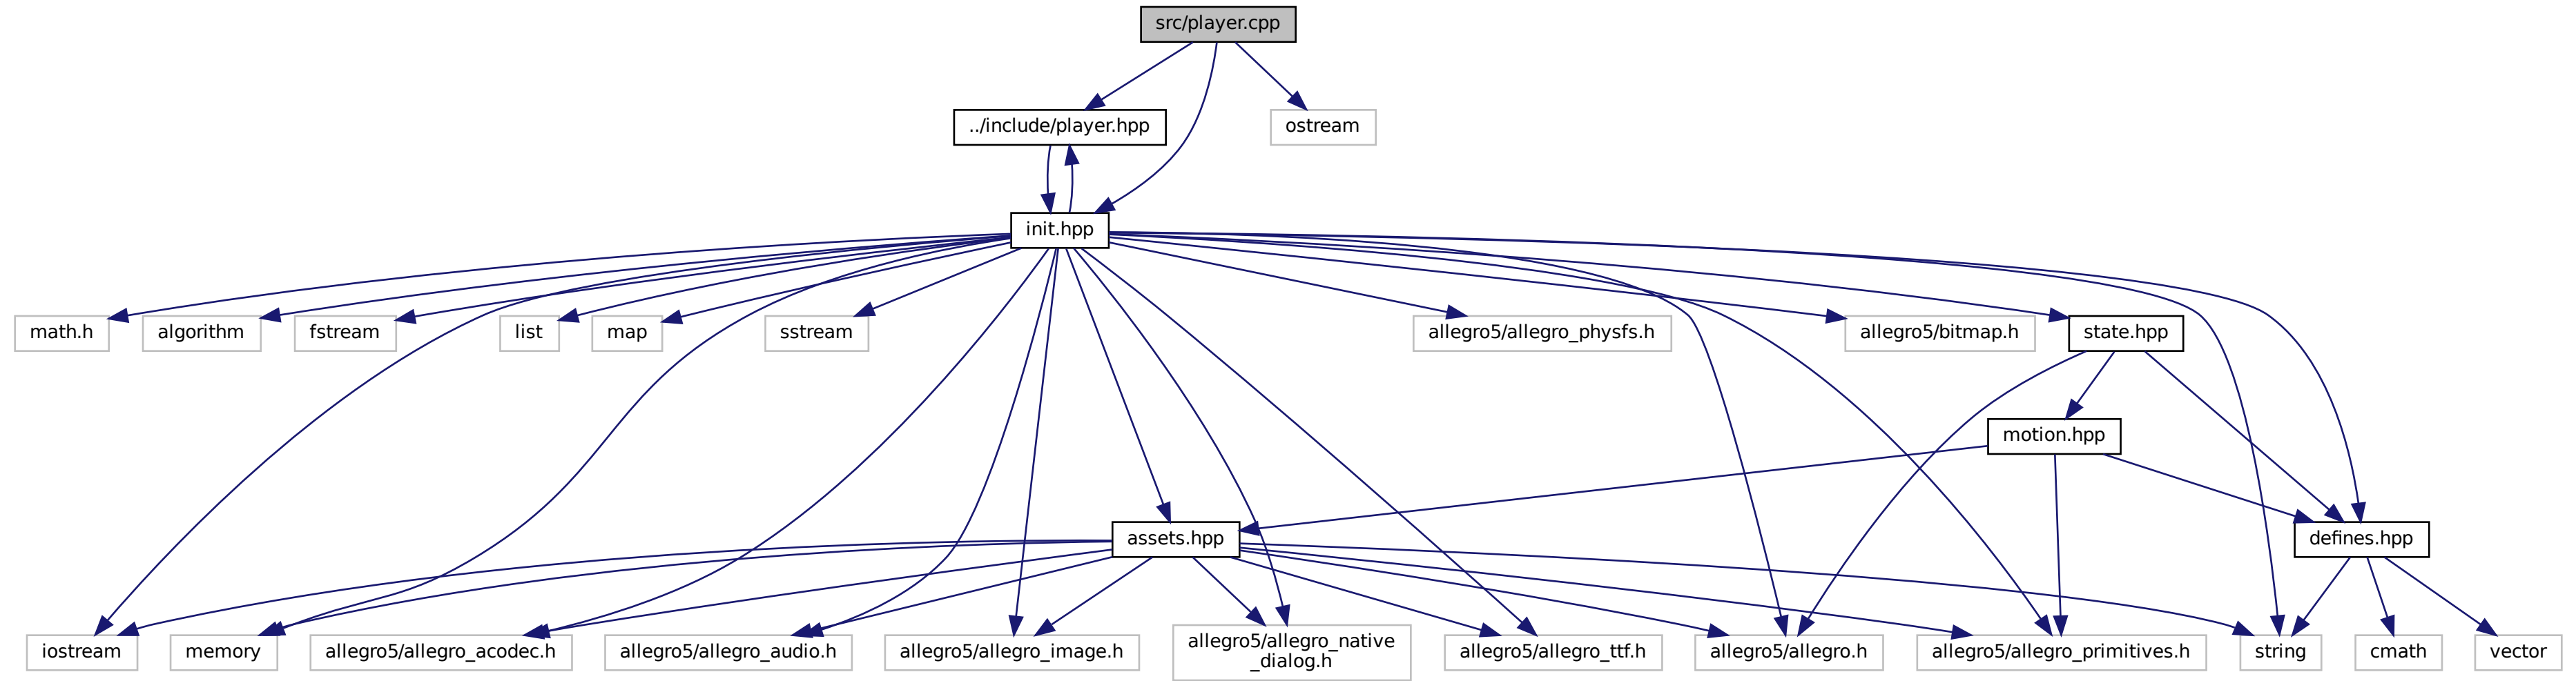 src/player.cpp
../include/player.hpp
ostream
init.hpp
math.h
algorithm
fstream
list
map
sstream
allegro5/allegro_physfs.h
allegro5/bitmap.h
state.hpp
motion.hpp
assets.hpp
defines.hpp
iostream
memory
allegro5/allegro_acodec.h
allegro5/allegro_audio.h
allegro5/allegro_image.h
allegro5/allegro_native
_dialog.h
allegro5/allegro_ttf.h
allegro5/allegro.h
allegro5/allegro_primitives.h
string
cmath
vector